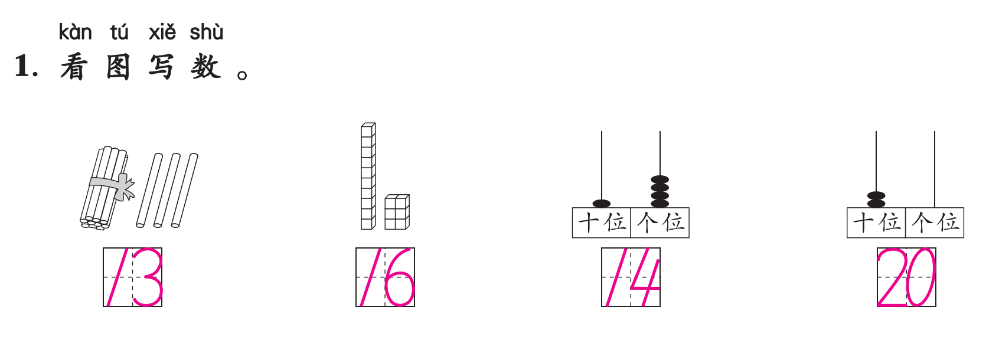 kàn tú xiě shù
1. 看图写数。
十位 个位 十位 个位
13 16 14 20